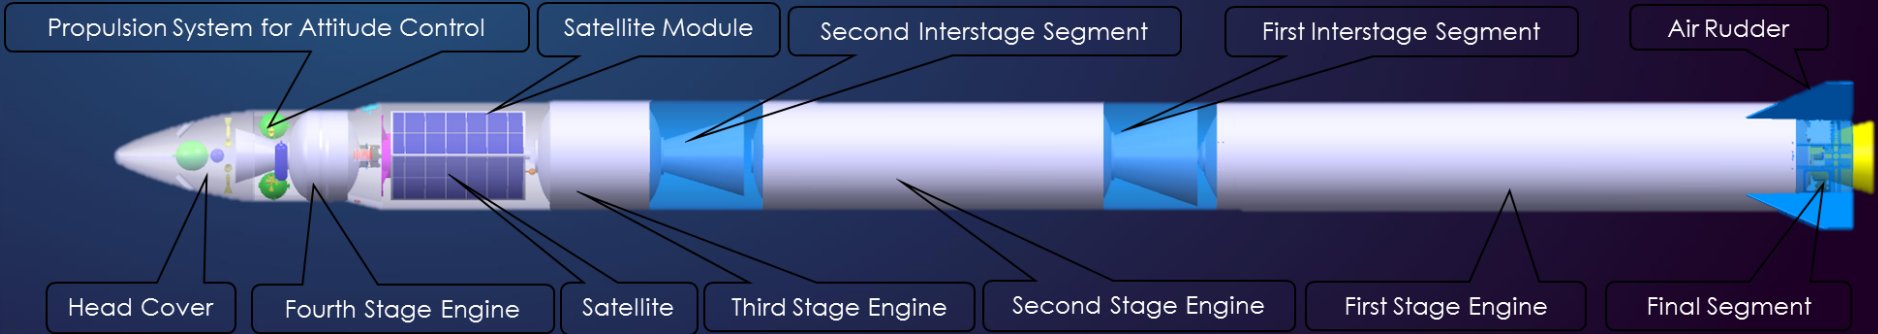 Propulsion System for Attitude Control
Satellite Module
Second Interstage Segment
First Interstage Segment
Air Rudder
Head Cover
Fourth Stage Engine
Satellite
Third Stage Engine
Second Stage Engine
First Stage Engine
Final Segment